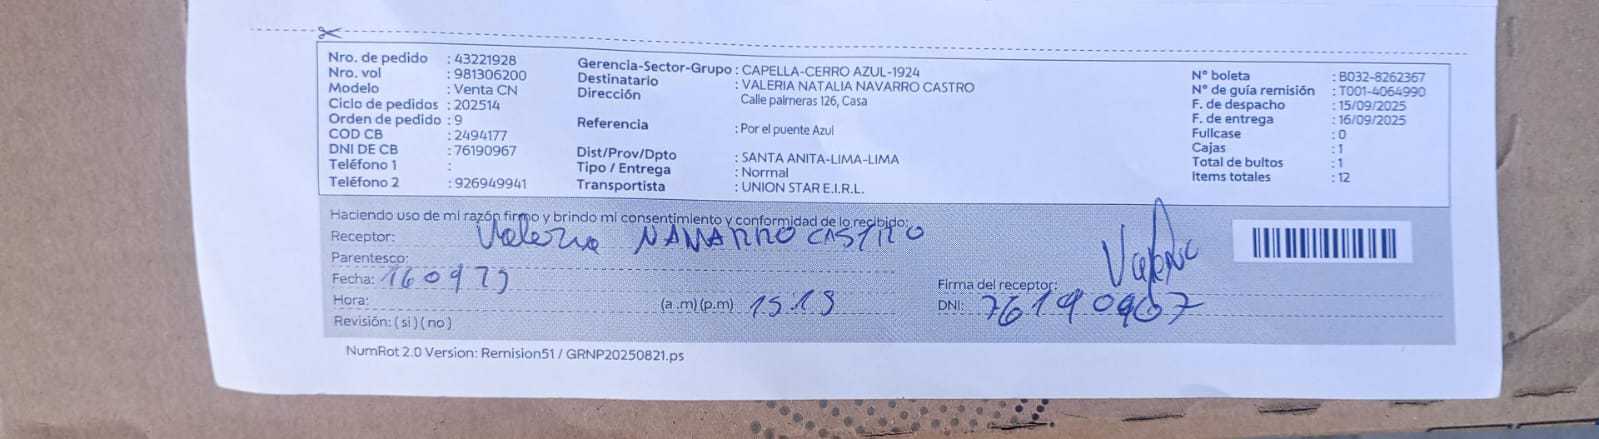 Nro. de pedido : 43221928
Nro. vol : 981306200
Modelo : Venta CN
Ciclo de pedidos : 202514
Orden de pedido : 9
COD CB : 2494177
DNI DE CB : 76190967
Teléfono 1 :
Teléfono 2 : 926949941
Gerencia-Sector-Grupo : CAPELLA-CERRO AZUL-1924
Destinatario : VALERIA NATALIA NAVARRO CASTRO
Dirección Calle palmeras 126, Casa
Referencia : Por el puente Azul
Dist/Prov/Dpto : SANTA ANITA-LIMA-LIMA
Tipo / Entrega : Normal
Transportista : UNION STAR E.I.R.L.
N° boleta : B032-8262367
N° de guía remisión : T001-4064990
F. de despacho : 15/09/2025
F. de entrega : 16/09/2025
Fullcase : 0
Cajas : 1
Total de bultos : 1
Items totales : 12
Haciendo uso de mi razón firmo y brindo mi consentimiento y conformidad de lo recibido:
Receptor: Valeria NAVARRO CASTRO
Parentesco:
Fecha: 160925
Hora: (a.m)(p.m) 15.15
Revisión: ( si ) ( no )
Valeria
Firma del receptor:
DNI: 76190967
NumRot 2.0 Version: Remision51 / GRNP20250821.ps